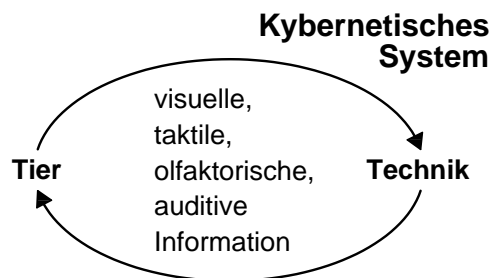 Kybernetisches
System
visuelle,
taktile,
Tier
olfaktorische,
Technik
auditive
Information